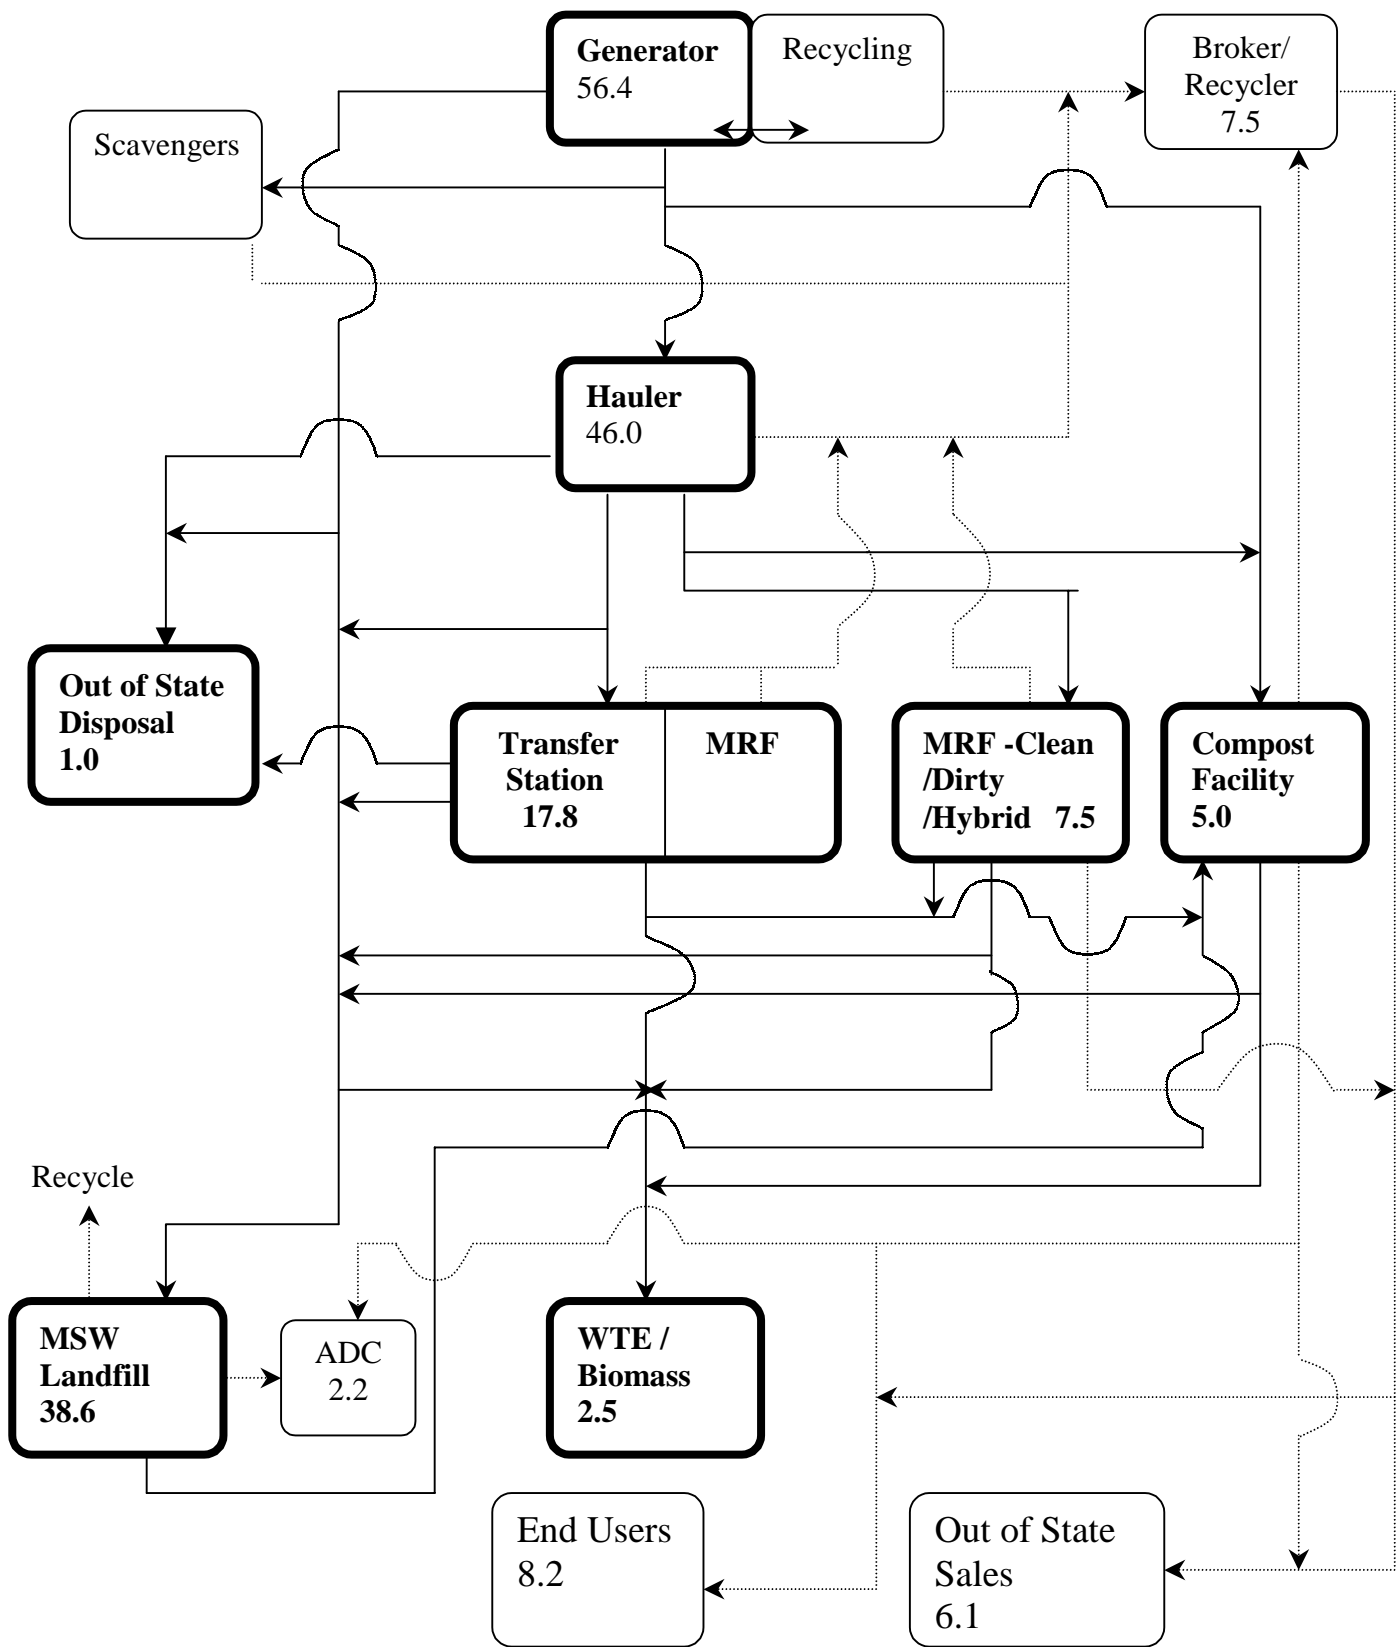 Generator
56.4
Recycling
Broker/
Recycler
7.5
Scavengers
Hauler
46.0
Out of State
Disposal
1.0
Transfer
Station
17.8
MRF
MRF -Clean
/Dirty
/Hybrid 7.5
Compost
Facility
5.0
Recycle
MSW
Landfill
38.6
ADC
2.2
WTE /
Biomass
2.5
End Users
8.2
Out of State
Sales
6.1